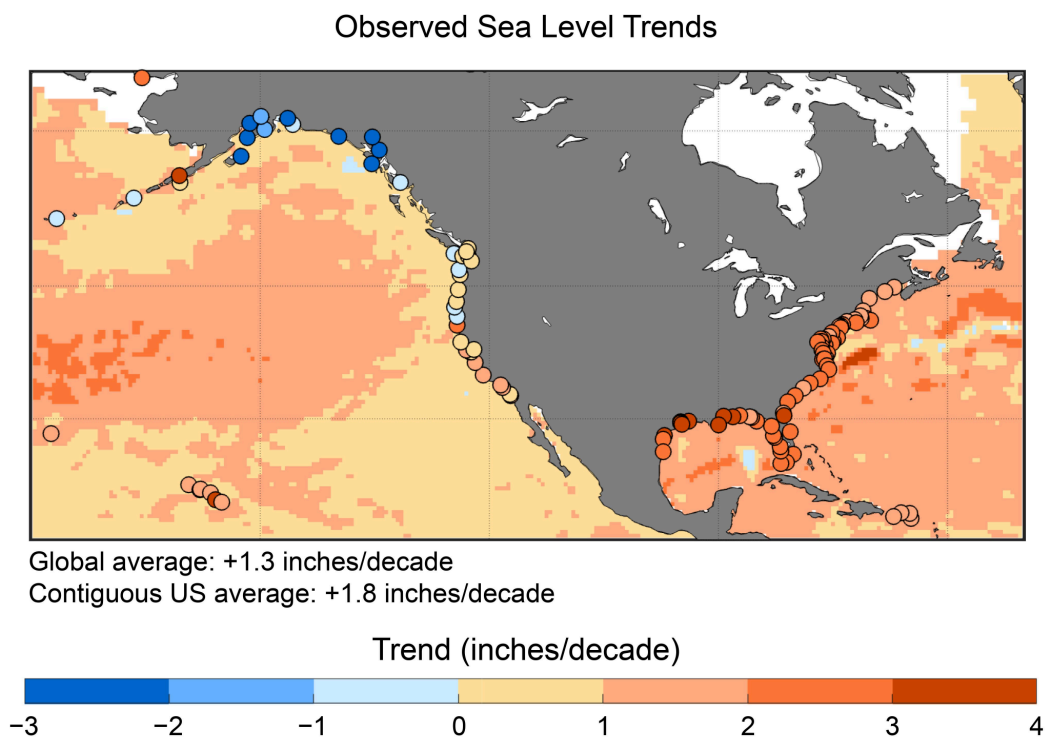 Observed Sea Level Trends
Global average: +1.3 inches/decade
Contiguous US average: +1.8 inches/decade
Trend (inches/decade)
−3 −2 −1 0 1 2 3 4